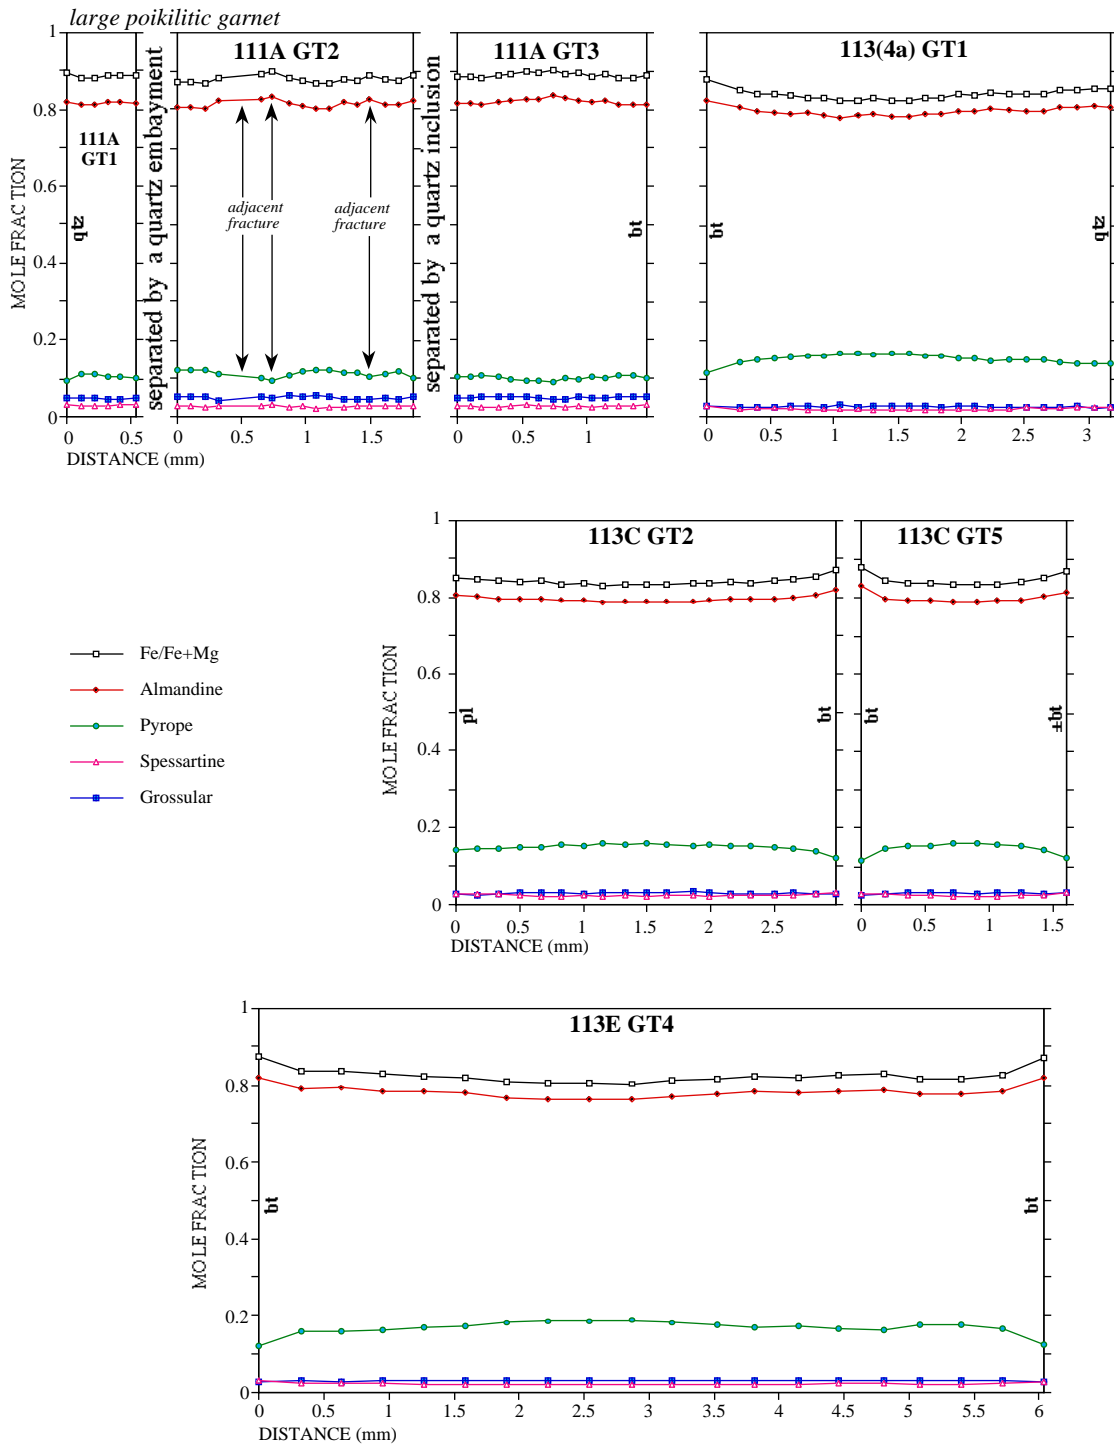 large poikilitic garnet
1
0.8
0.6
0.4
0.2
0
MOLE FRACTION
111A
GT1
qtz
0
0.5
DISTANCE (mm)
separated by a quartz embayment
111A GT2
adjacent
fracture
adjacent
fracture
0
0.5
1
1.5
separated by a quartz inclusion
111A GT3
bt
0
0.5
1
113(4a) GT1
bt
qtz
0
0.5
1
1.5
2
2.5
3
Fe/Fe+Mg
Almandine
Pyrope
Spessartine
Grossular
1
0.8
0.6
0.4
0.2
0
MOLE FRACTION
113C GT2
pl
bt
0
0.5
1
1.5
2
2.5
DISTANCE (mm)
113C GT5
bt
±bt
0
0.5
1
1.5
1
0.8
0.6
0.4
0.2
0
MOLE FRACTION
113E GT4
bt
bt
0
0.5
1
1.5
2
2.5
3
3.5
4
4.5
5
5.5
6
DISTANCE (mm)